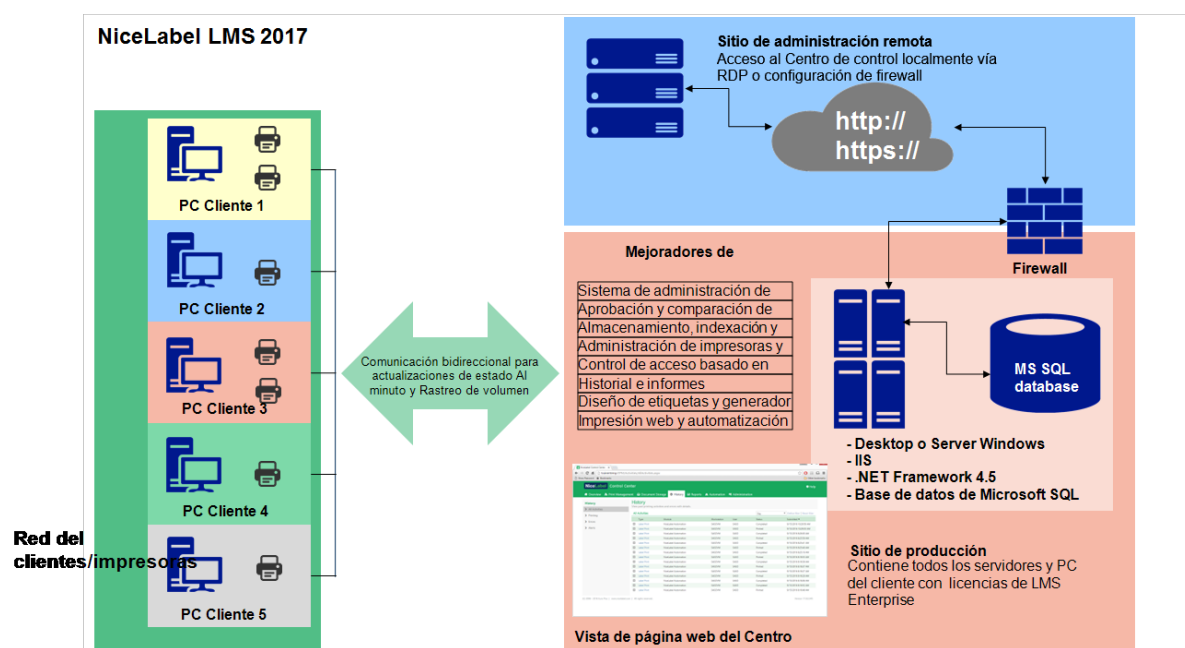 NiceLabel LMS 2017
PC Cliente 1
PC Cliente 2
PC Cliente 3
PC Cliente 4
PC Cliente 5
Red del
clientes/impresoras
Comunicación bidireccional para
actualizaciones de estado Al
minuto y Rastreo de volumen
Sitio de administración remota
Acceso al Centro de control localmente vía
RDP o configuración de firewall
http://
https://
Firewall
Mejoradores de
Sistema de administración de
Aprobación y comparación de
Almacenamiento, indexación y
Administración de impresoras y
Control de acceso basado en
Historial e informes
Diseño de etiquetas y generador
Impresión web y automatización
MS SQL
database
- Desktop o Server Windows
- IIS
- .NET Framework 4.5
- Base de datos de Microsoft SQL
History
Sitio de producción
Contiene todos los servidores y PC
del cliente con licencias de LMS
Enterprise
Vista de página web del Centro